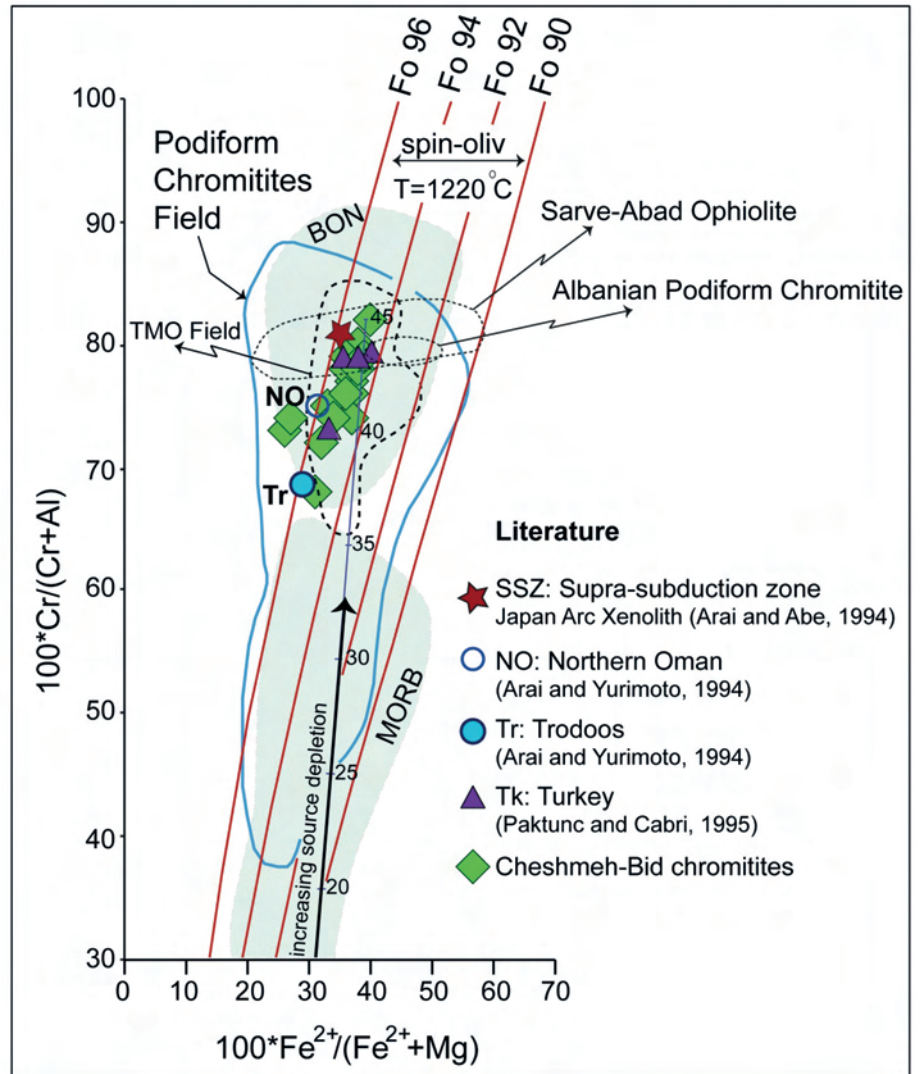 Fo 96
Fo 94
Fo 92
Fo 90
100
90
80
70
60
50
40
30
100*Cr/(Cr+Al)
Podiform
Chromitites
Field
BON
spin-oliv
T=1220°C
Sarve-Abad Ophiolite
Albanian Podiform Chromitite
TMO Field
NO
Tr
45
40
35
30
25
20
increasing source depletion
MORB
Literature
SSZ: Supra-subduction zone
Japan Arc Xenolith (Arai and Abe, 1994)
NO: Northern Oman
(Arai and Yurimoto, 1994)
Tr: Trodoos
(Arai and Yurimoto, 1994)
Tk: Turkey
(Paktunc and Cabri, 1995)
Cheshmeh-Bid chromitites
0 10 20 30 40 50 60 70
100*Fe²⁺/(Fe²⁺+Mg)